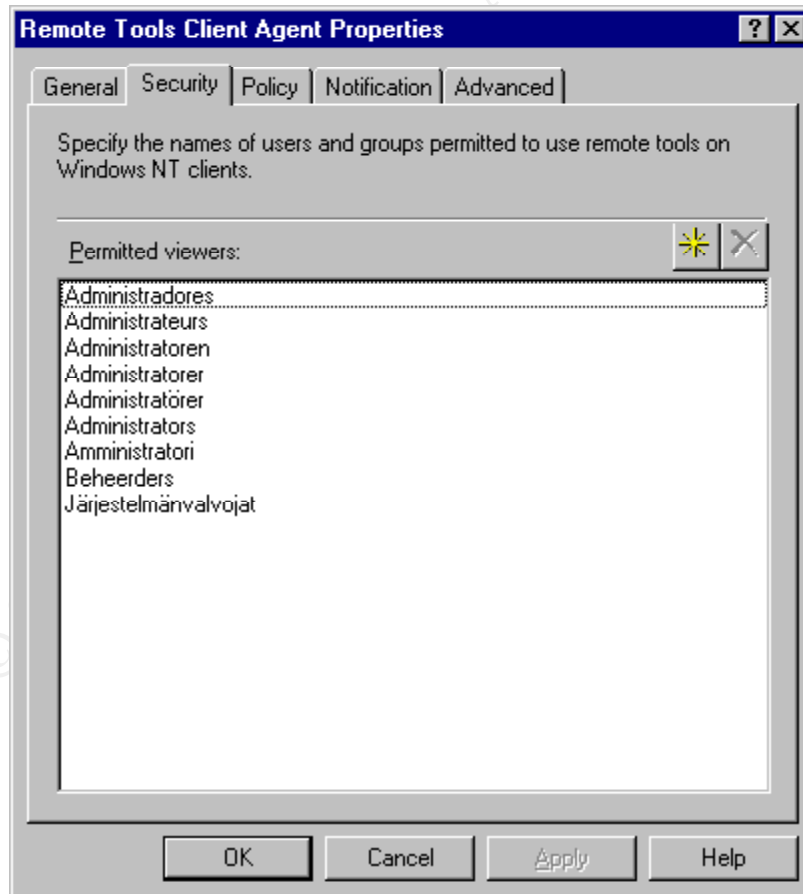 Remote Tools Client Agent Properties
General Security Policy Notification Advanced
Specify the names of users and groups permitted to use remote tools on
Windows NT clients.
Permitted viewers:
Administradores
Administrateurs
Administratoren
Administratorer
Administratörer
Administrators
Amministratori
Beheerders
Järjestelmänvalvojat
OK Cancel Apply Help